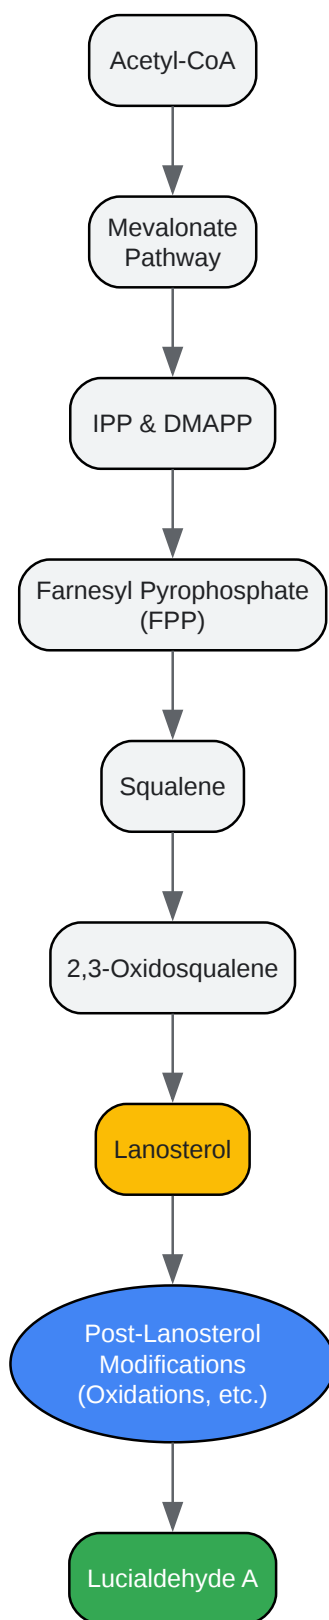 Acetyl-CoA
Mevalonate
Pathway
IPP & DMAPP
Farnesyl Pyrophosphate
(FPP)
Squalene
2,3-Oxidosqualene
Lanosterol
Post-Lanosterol
Modifications
(Oxidations, etc.)
Lucialdehyde A